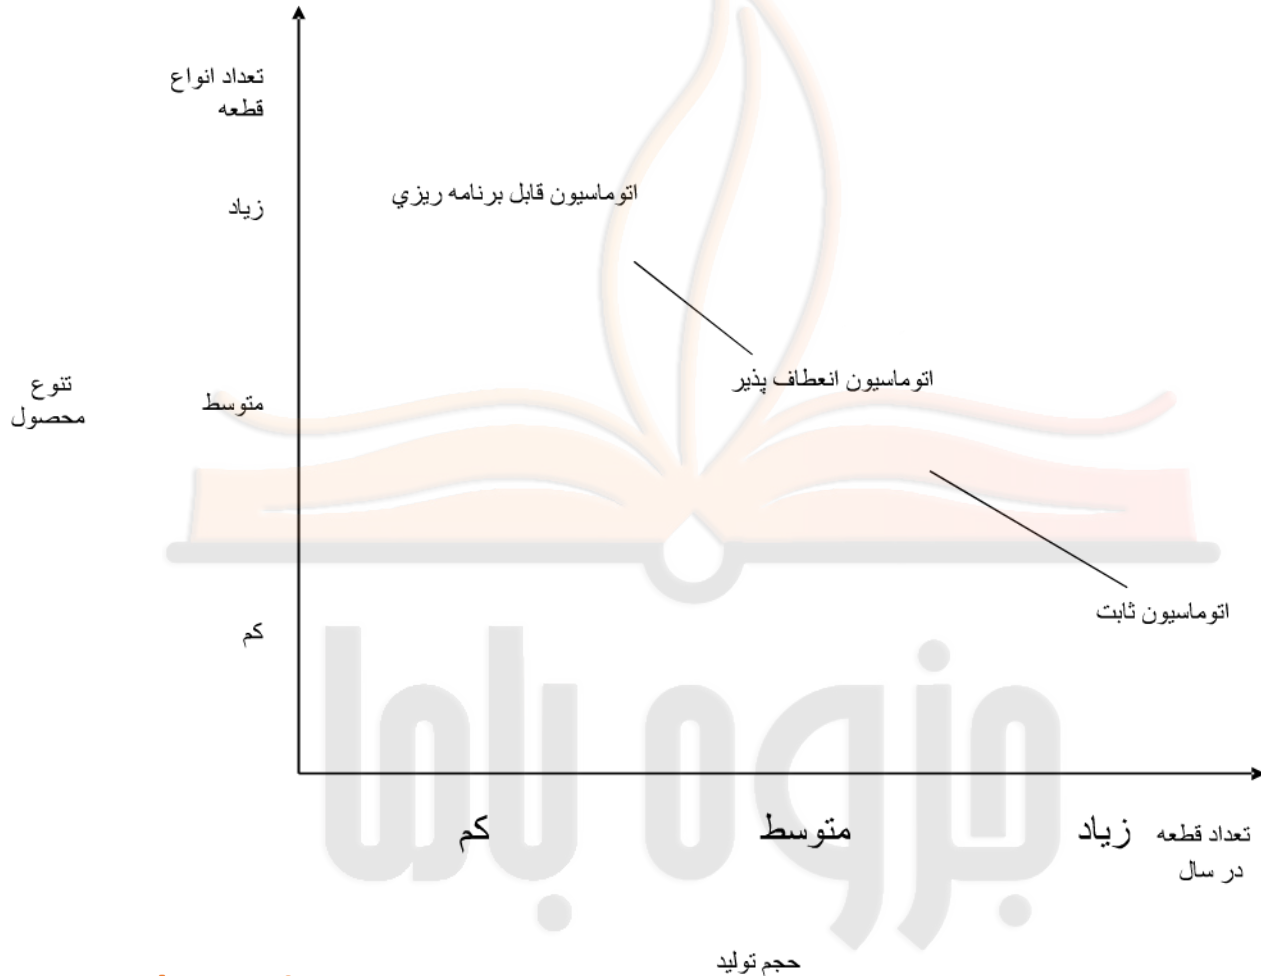 تعداد انواع
قطعه
اتوماسيون قابل برنامه ريزي
زياد
اتوماسيون انعطاف پذير
تنوع
محصول
متوسط
اتوماسيون ثابت
كم
كم
متوسط
زياد
تعداد قطعه
در سال
حجم توليد
جزوه باما